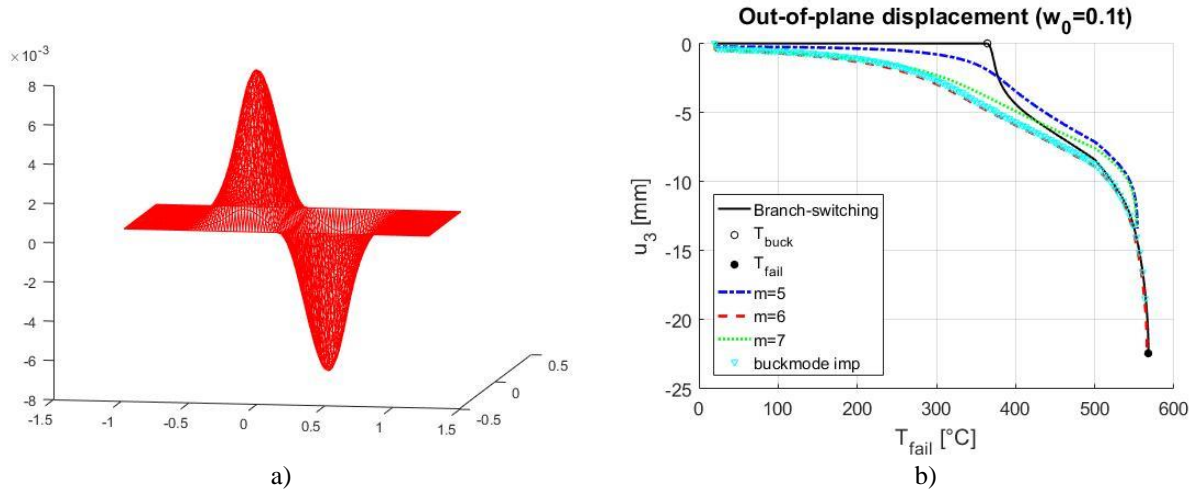 ×10⁻³
8
6
4
2
0
-2
-4
-6
-8
-1.5
-1
-0.5
0
0.5
1
1.5
-0.5
0
0.5
a)
Out-of-plane displacement (w₀=0.1t)
0
-5
-10
-15
-20
-25
u₃ [mm]
Branch-switching
T_buck
T_fail
m=5
m=6
m=7
buckmode imp
0 100 200 300 400 500 600
T_fail [°C]
b)